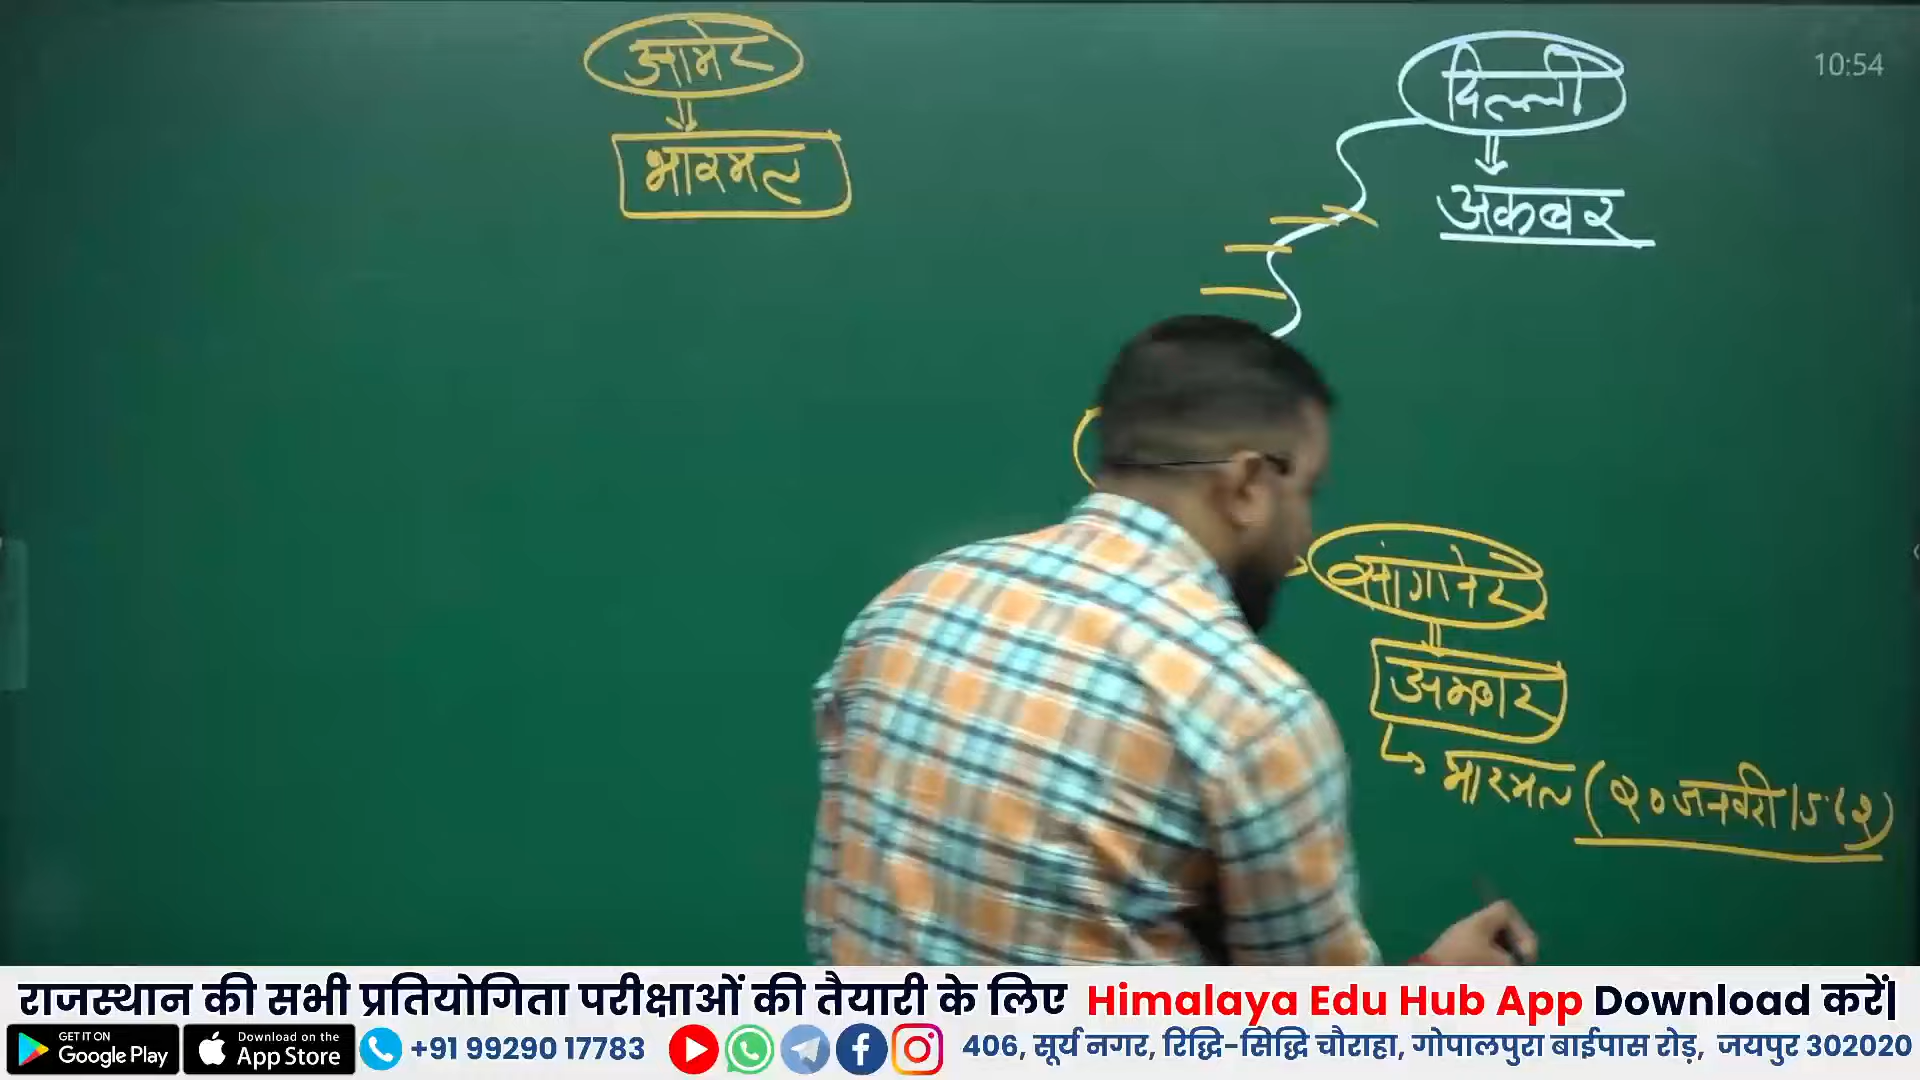 आमेर
भारमल
दिल्ली
अकबर
10:54
सांगानेर
अकबर
भारमल (20 जनवरी 1562)
राजस्थान की सभी प्रतियोगिता परीक्षाओं की तैयारी के लिए Himalaya Edu Hub App Download करें|
GET IT ON Google Play
Download on the App Store
+91 99290 17783
406, सूर्य नगर, रिद्धि-सिद्धि चौराहा, गोपालपुरा बाईपास रोड़, जयपुर 302020